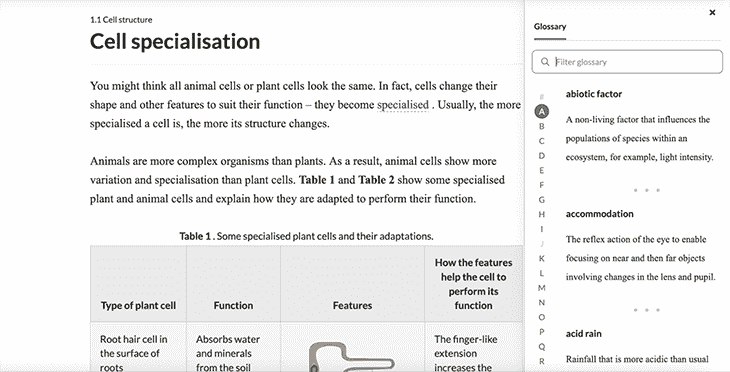 1.1 Cell structure
Cell specialisation
You might think all animal cells or plant cells look the same. In fact, cells change their
shape and other features to suit their function – they become specialised . Usually, the more
specialised a cell is, the more its structure changes.
Animals are more complex organisms than plants. As a result, animal cells show more
variation and specialisation than plant cells. Table 1 and Table 2 show some specialised
plant and animal cells and explain how they are adapted to perform their function.
Table 1 . Some specialised plant cells and their adaptations.
Type of plant cell
Function
Features
How the features
help the cell to
perform its
function
Root hair cell in
the surface of
roots
Absorbs water
and minerals
from the soil
The finger-like
extension
increases the
Glossary
Filter glossary
#
A
B
C
D
E
F
G
H
I
J
K
L
M
N
O
P
Q
R
abiotic factor
A non-living factor that influences the
populations of species within an
ecosystem, for example, light intensity.
accommodation
The reflex action of the eye to enable
focusing on near and then far objects
involving changes in the lens and pupil.
acid rain
Rainfall that is more acidic than usual